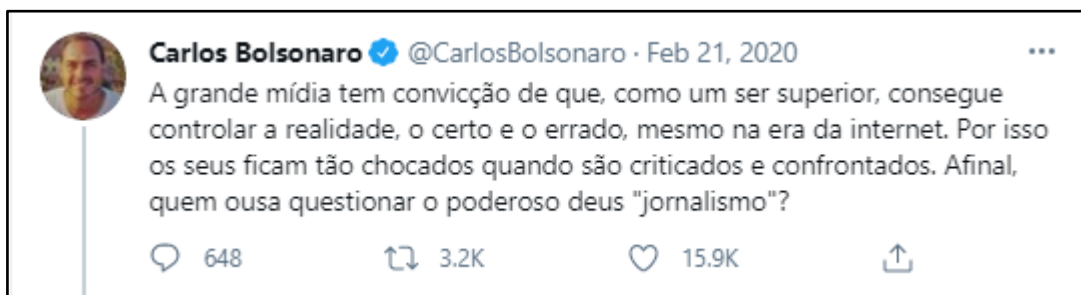 Carlos Bolsonaro @CarlosBolsonaro · Feb 21, 2020
A grande mídia tem convicção de que, como um ser superior, consegue
controlar a realidade, o certo e o errado, mesmo na era da internet. Por isso
os seus ficam tão chocados quando são criticados e confrontados. Afinal,
quem ousa questionar o poderoso deus "jornalismo"?
648 3.2K 15.9K